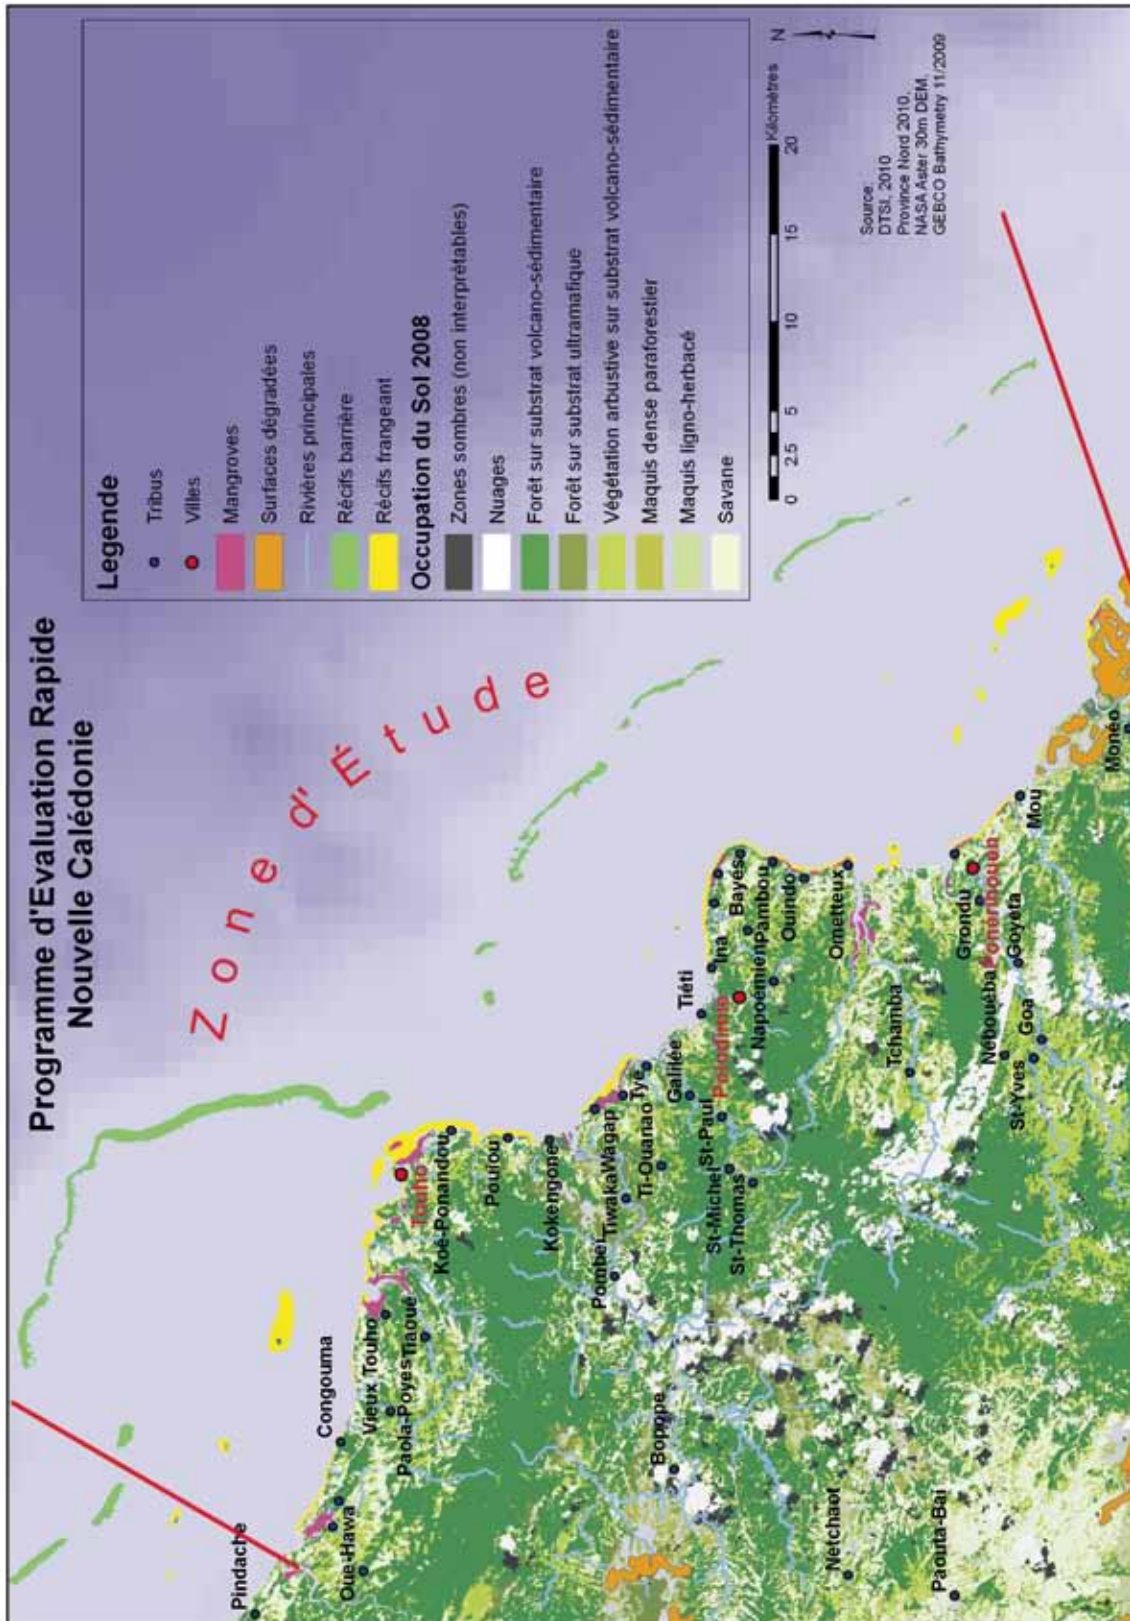 Programme d'Evaluation Rapide
Nouvelle Calédonie
Zone d'Étude
Legende
Tribus
Villes
Mangroves
Surfaces dégradées
Rivières principales
Récifs barrière
Récifs frangeant
Occupation du Sol 2008
Zones sombres (non interprétables)
Nuages
Forêt sur substrat volcano-sédimentaire
Forêt sur substrat ultramafique
Végétation arbustive sur substrat volcano-sédimentaire
Maquis dense paraforestier
Maquis ligno-herbacé
Savane
0 2.5 5 10 15 20
Kilomètres
N
Source:
DTSI, 2010
Province Nord 2010,
NASA Aster 30m DEM,
GEBCO Bathymetry 11/2009
Pindache
Oue-Hawa
Congouma
Vieux Touho
Paola-Poyes
Tiaoué
Touho
Koé-Ponandou
Pouiou
Kokengone
Pombei
Tiwaka
Wagap
Tyé
Ti-Ouariao
Galilée
St-Paul
St-Michel
St-Thomas
Tiéti
Poindimié
Ina
Napoémien
Bayes
Pambou
Ouindo
Ometteux
Tchamba
Grondu
Ponérihouen
Nébouéba
Goyéta
Goa
St-Yves
Mou
Monéo
Bopope
Netchaot
Paouta-Bai